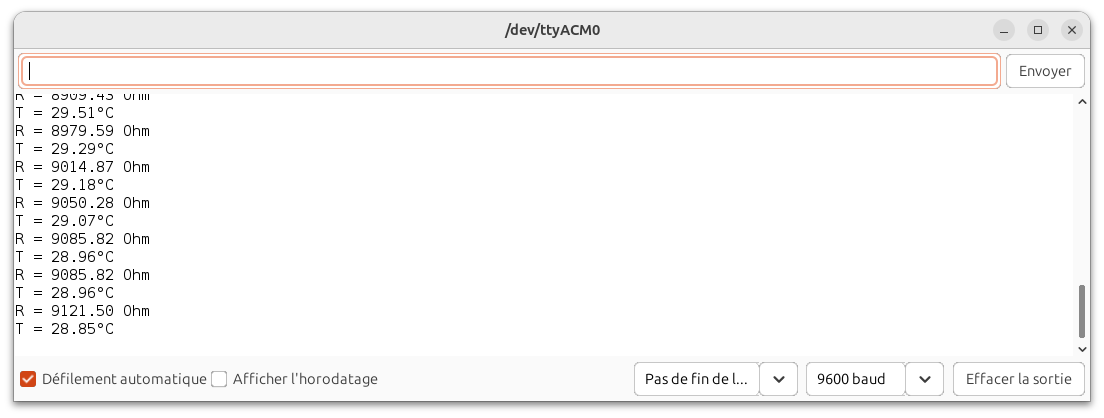 /dev/ttyACM0
Envoyer
R = 8909.43 Ohm
T = 29.51°C
R = 8979.59 Ohm
T = 29.29°C
R = 9014.87 Ohm
T = 29.18°C
R = 9050.28 Ohm
T = 29.07°C
R = 9085.82 Ohm
T = 28.96°C
R = 9085.82 Ohm
T = 28.96°C
R = 9121.50 Ohm
T = 28.85°C
Défilement automatique Afficher l'horodatage Pas de fin de l... 9600 baud Effacer la sortie